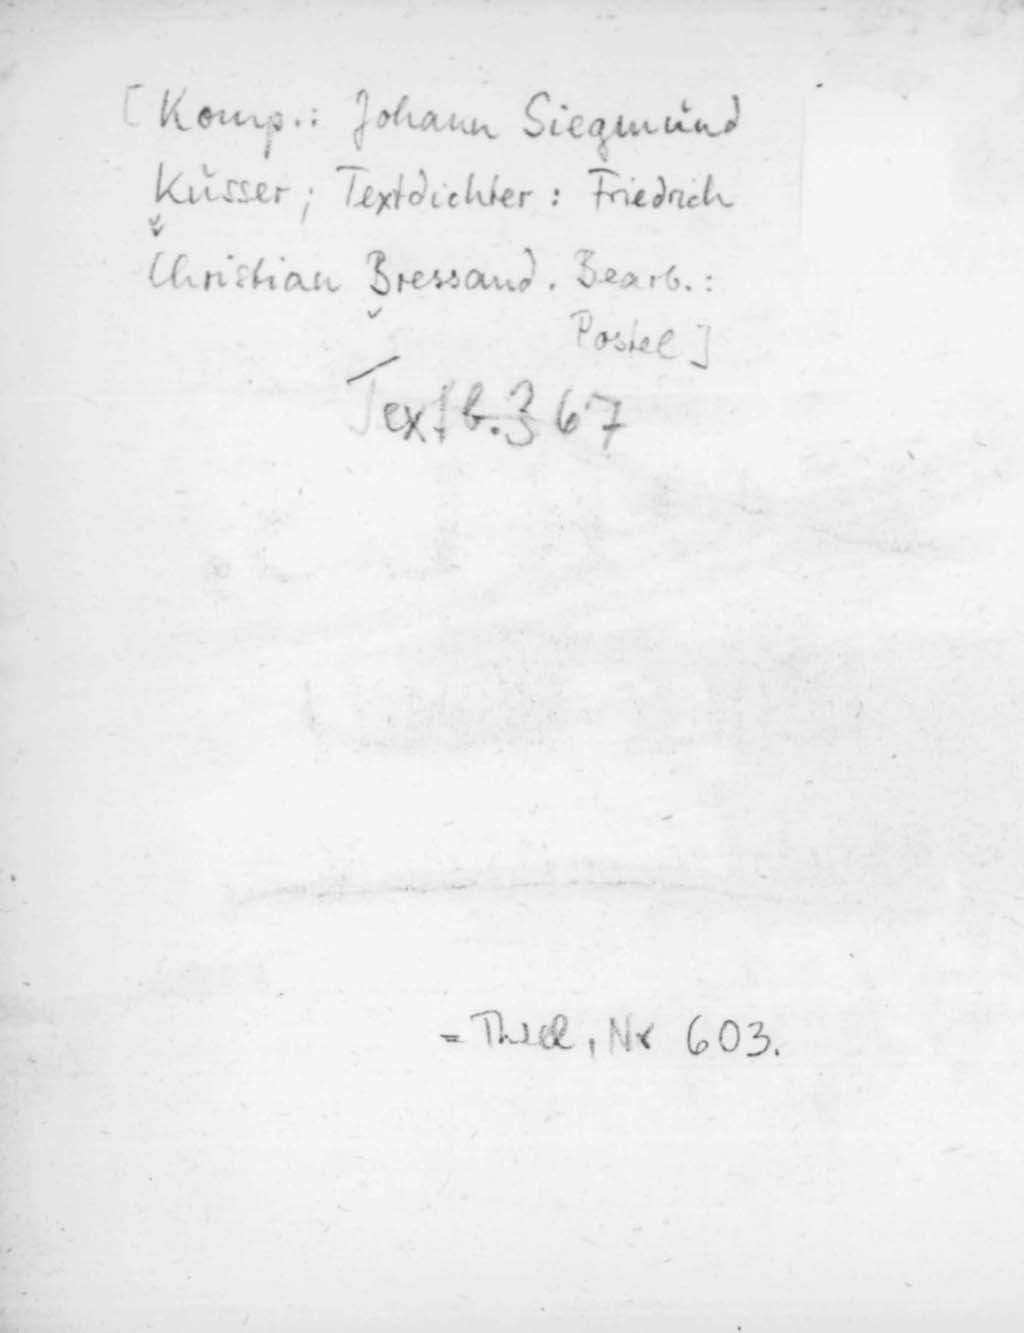 [Komp.: Johann Siegmund
Kusser; Textdichter: Friedrich
Christian Bressand. Bearb.:
Postel]
Textb. 367
= Thiel, Nr 603.